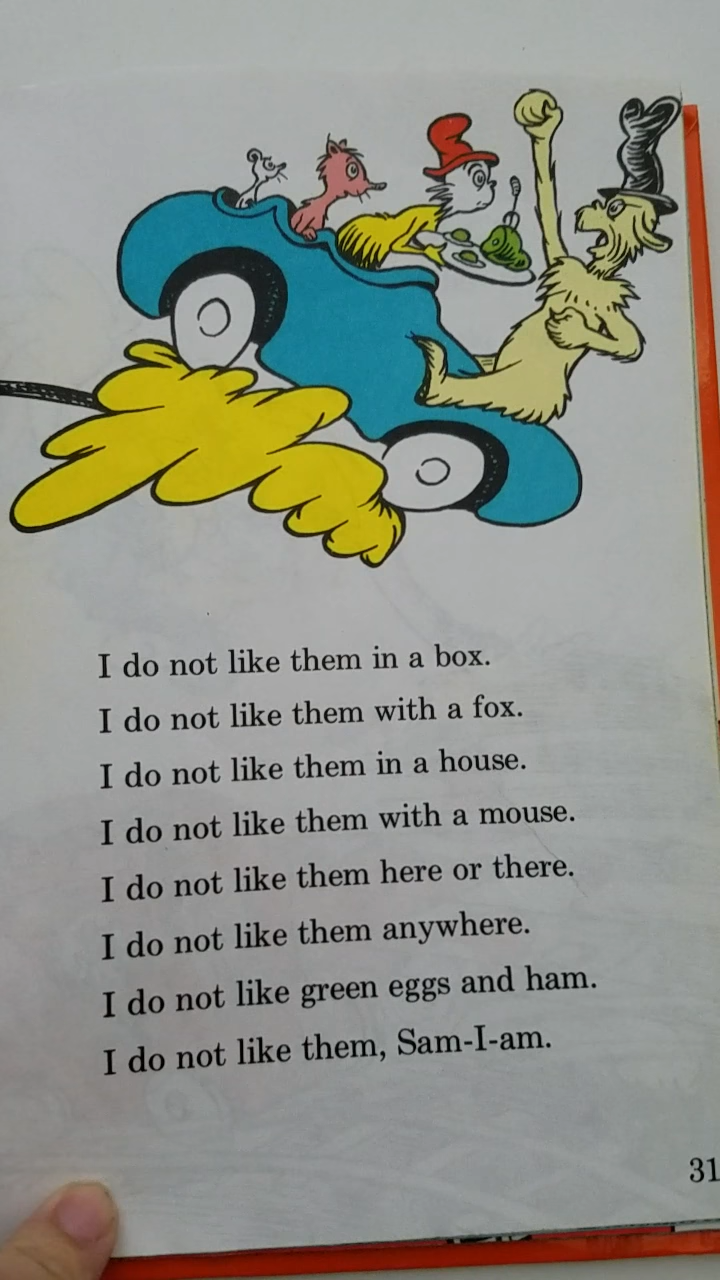 I do not like them in a box.
I do not like them with a fox.
I do not like them in a house.
I do not like them with a mouse.
I do not like them here or there.
I do not like them anywhere.
I do not like green eggs and ham.
I do not like them, Sam-I-am.
31